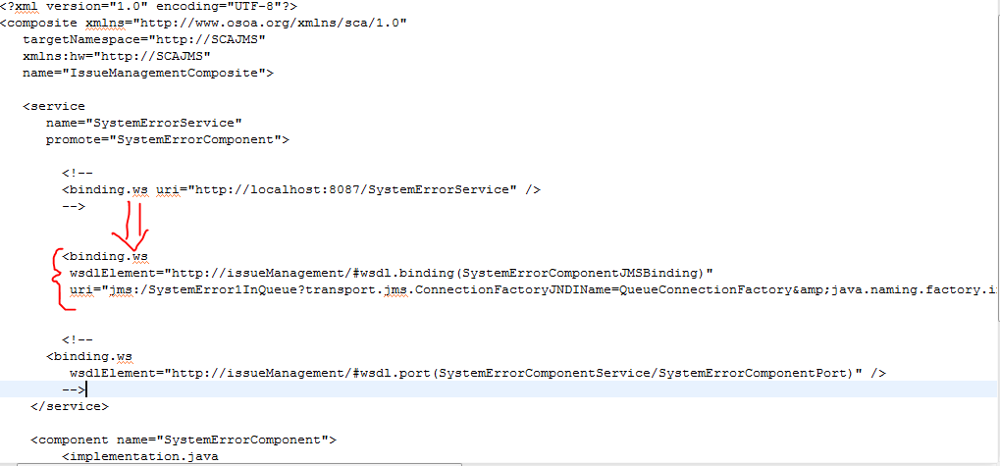 <?xml version="1.0" encoding="UTF-8"?>
<composite xmlns="http://www.osoa.org/xmlns/sca/1.0"
targetNamespace="http://SCAJMS"
xmlns:hw="http://SCAJMS"
name="IssueManagementComposite">
<service
name="SystemErrorService"
promote="SystemErrorComponent">
<!--
<binding.ws uri="http://localhost:8087/SystemErrorService" />
-->
<binding.ws
wsdlElement="http://issueManagement/#wsdl.binding(SystemErrorComponentJMSBinding)"
uri="jms:/SystemError1InQueue?transport.jms.ConnectionFactoryJNDIName=QueueConnectionFactory&amp;java.naming.factory.i
<!--
<binding.ws
wsdlElement="http://issueManagement/#wsdl.port(SystemErrorComponentService/SystemErrorComponentPort)" />
-->
</service>
<component name="SystemErrorComponent">
<implementation.java